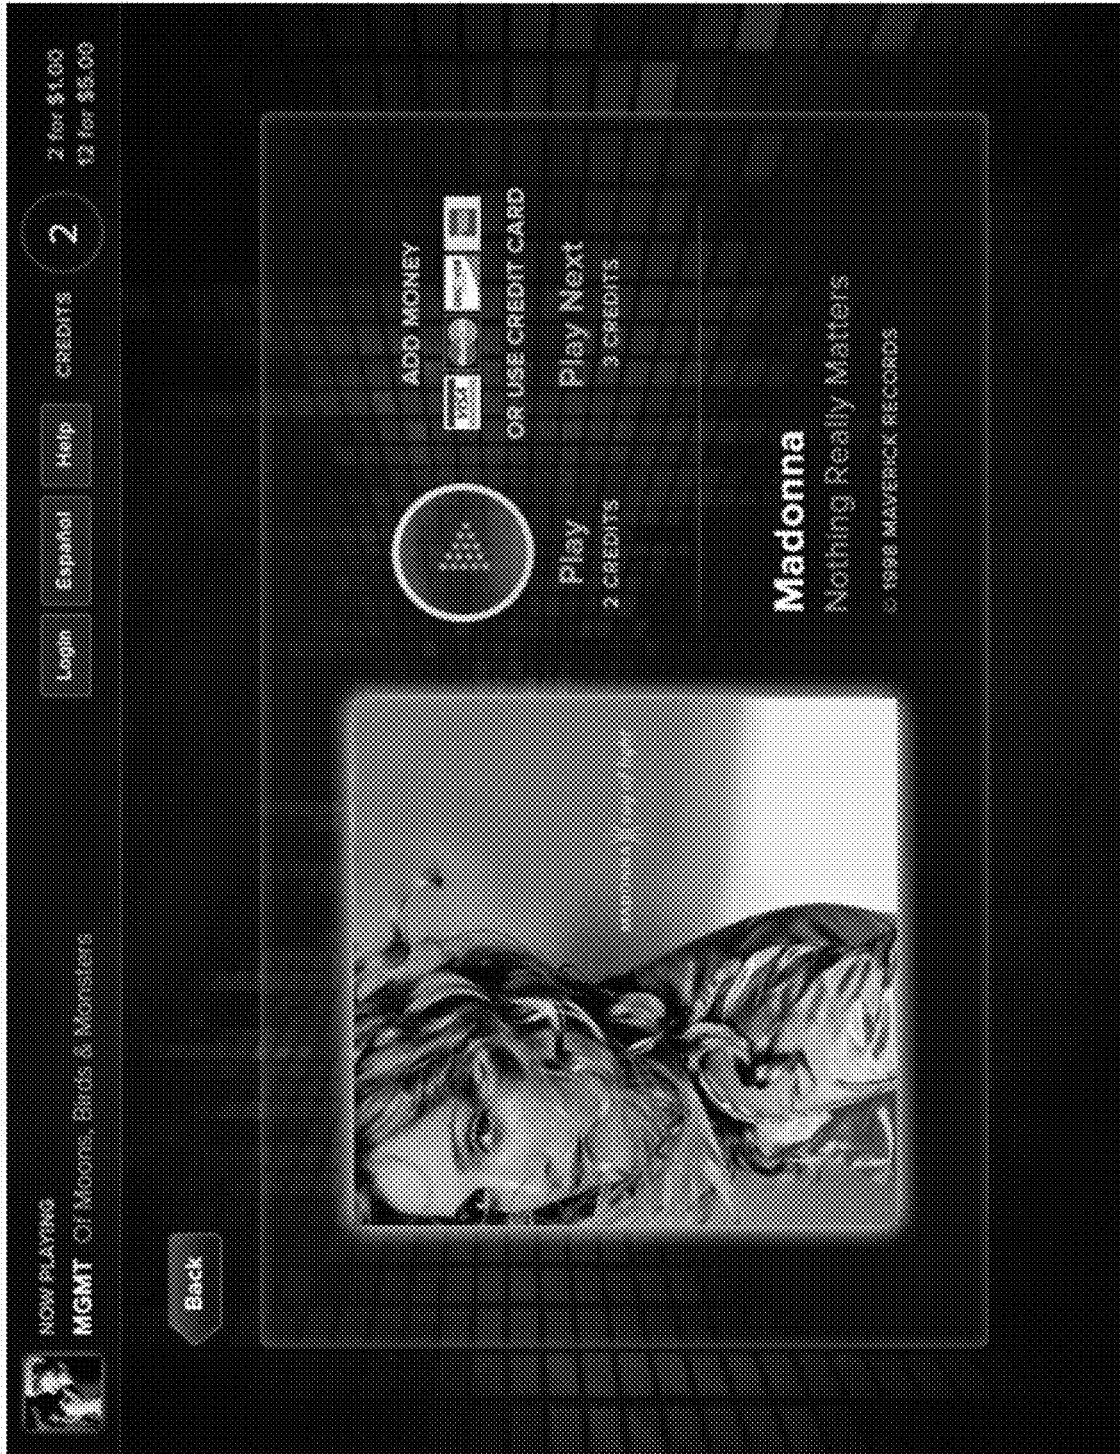 NOW PLAYING
MGMT Of Moons, Birds & Monsters
Login
Español
Help
CREDITS
2
2 for $1.00
12 for $5.00
Back
Play
2 CREDITS
ADD MONEY
VISA
OR USE CREDIT CARD
Play Next
3 CREDITS
Madonna
Nothing Really Matters
© 1998 MAVERICK RECORDS